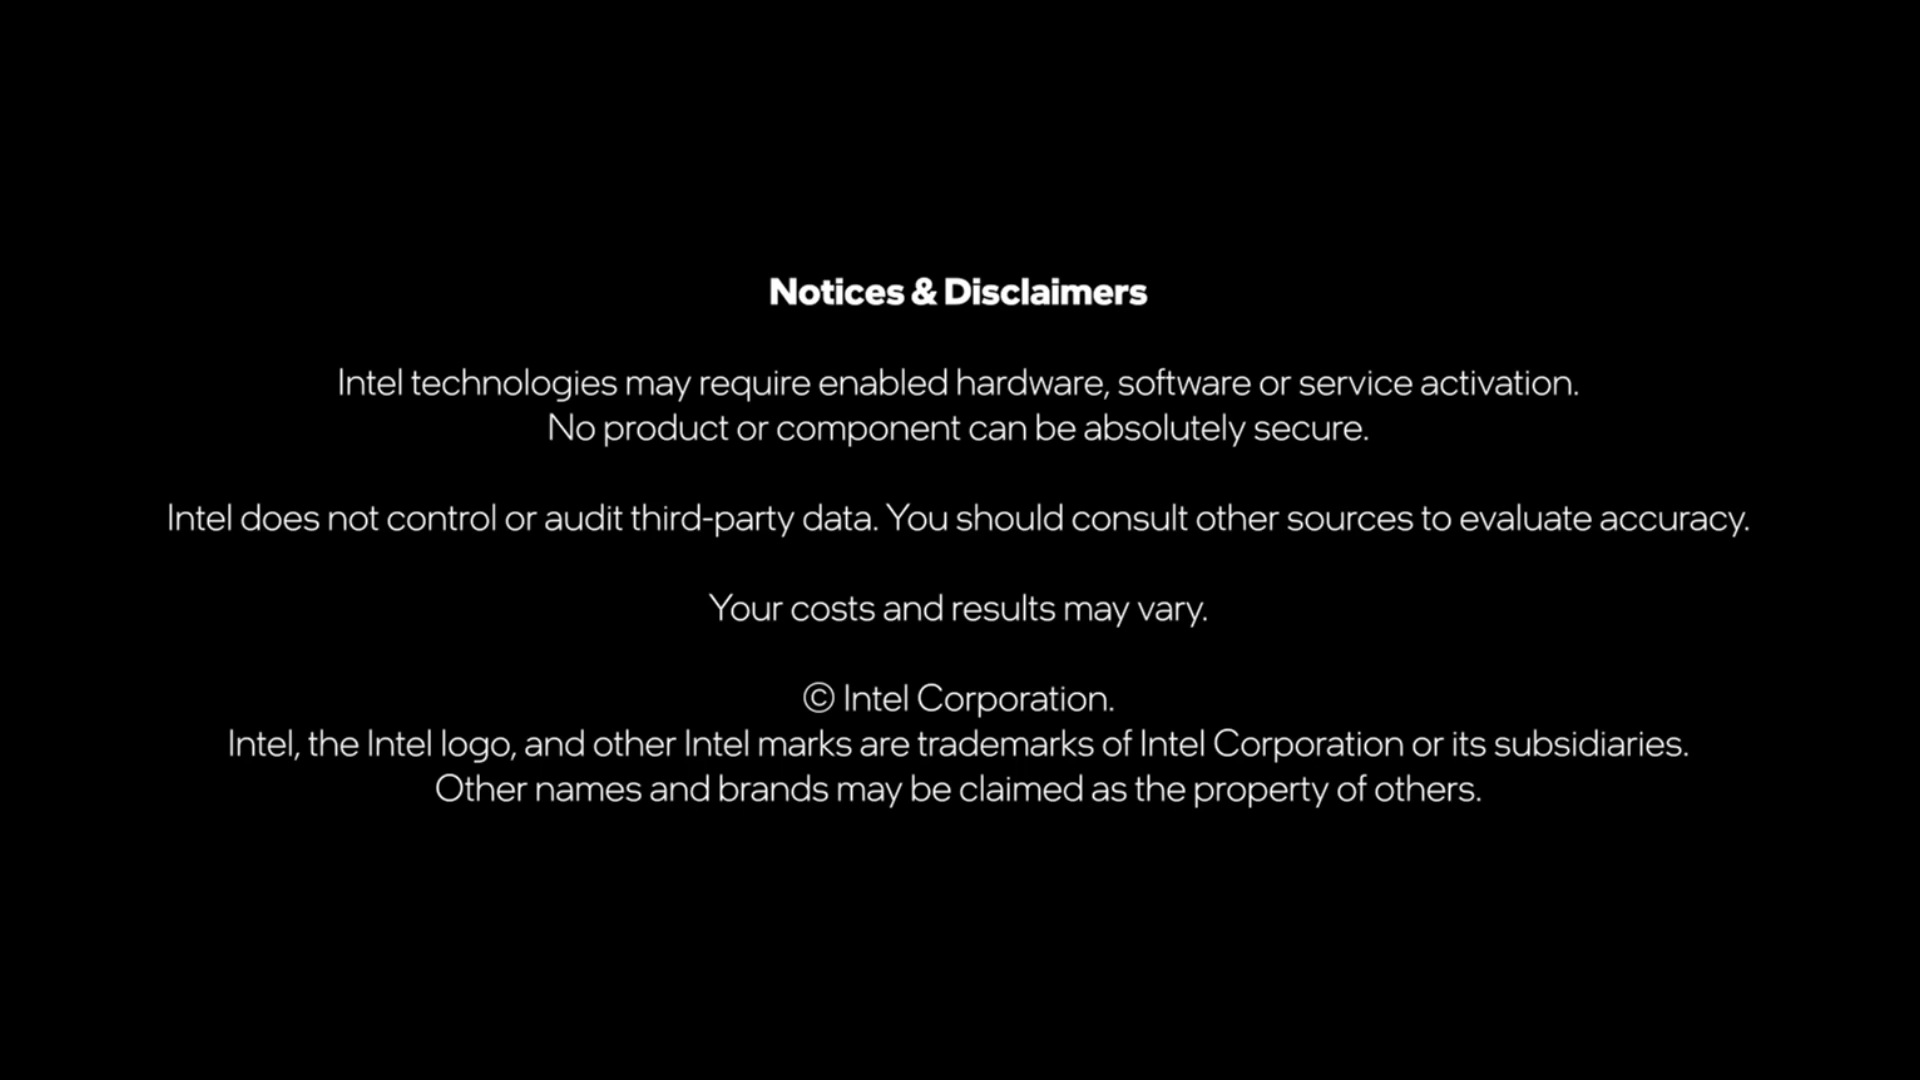 Notices & Disclaimers
Intel technologies may require enabled hardware, software or service activation.
No product or component can be absolutely secure.
Intel does not control or audit third-party data. You should consult other sources to evaluate accuracy.
Your costs and results may vary.
© Intel Corporation.
Intel, the Intel logo, and other Intel marks are trademarks of Intel Corporation or its subsidiaries.
Other names and brands may be claimed as the property of others.